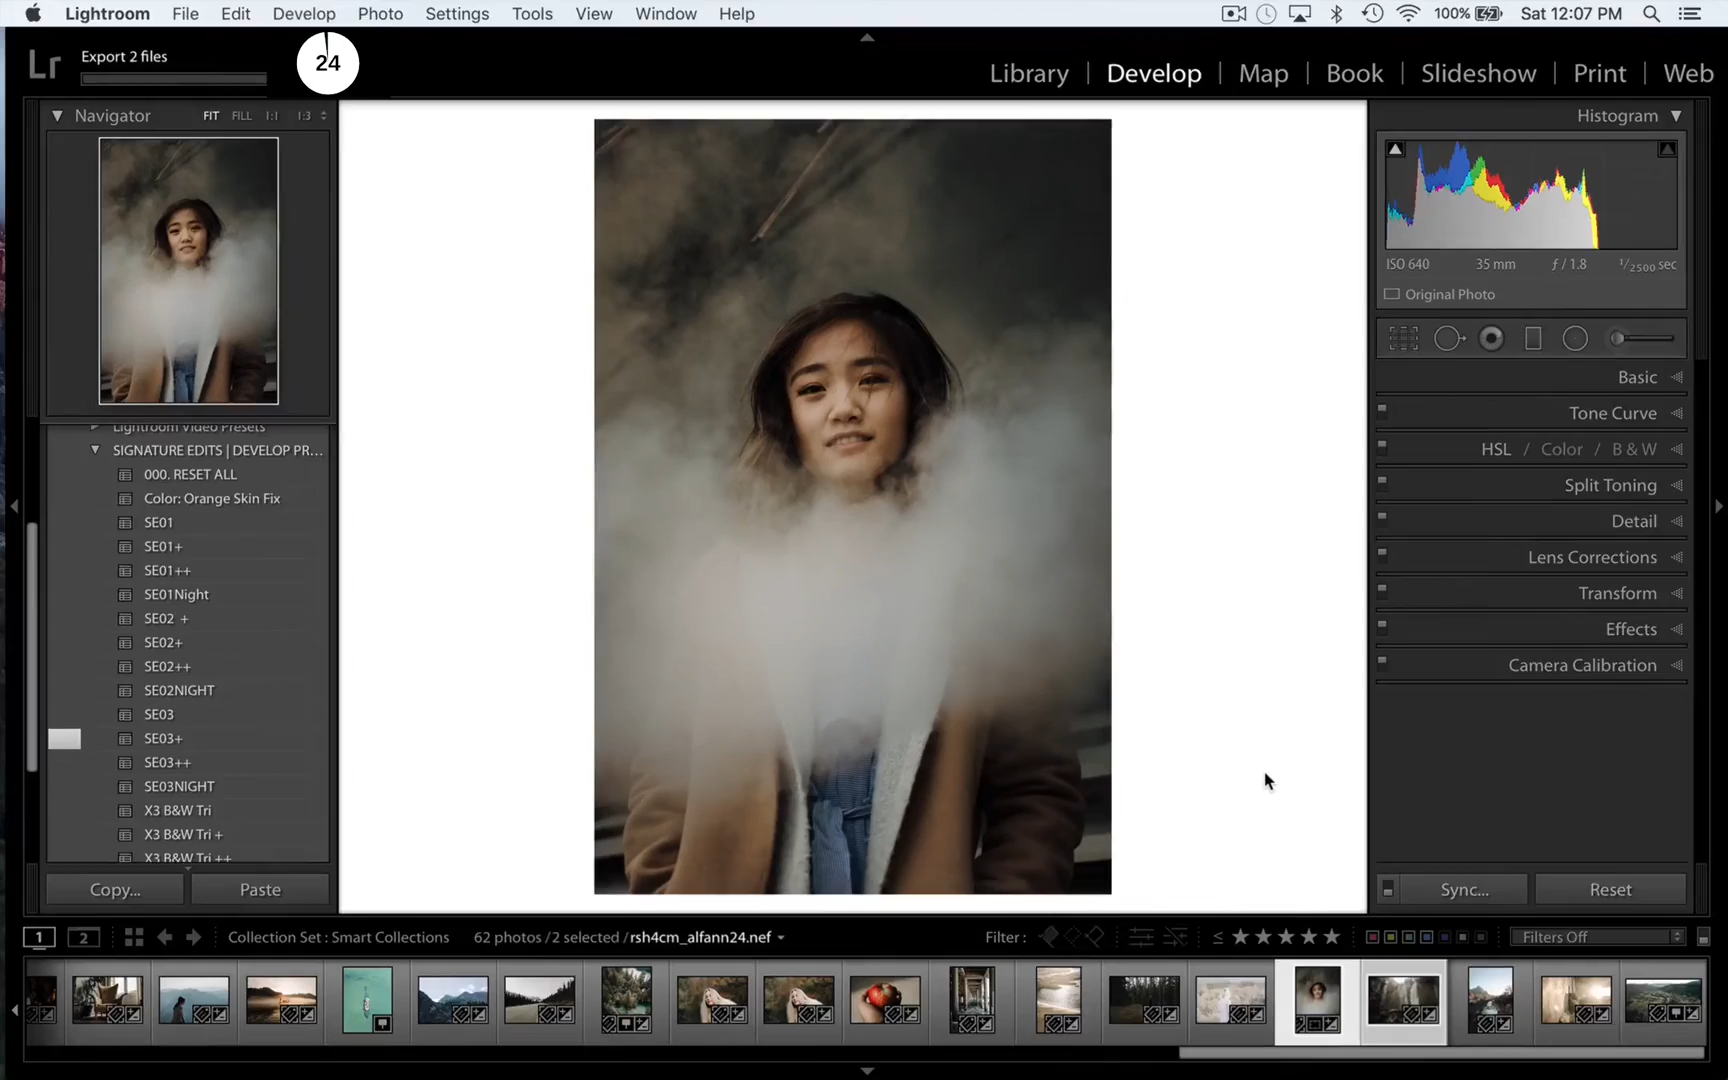 Lightroom File Edit Develop Photo Settings Tools View Window Help 100% Sat 12:07 PM
Lr Export 2 files 24
Library | Develop | Map | Book | Slideshow | Print | Web
Navigator FIT FILL 1:1 1:3
Histogram
ISO 640 35 mm ƒ / 1.8 1/2500 sec
Original Photo
Basic
Tone Curve
HSL / Color / B & W
Split Toning
Detail
Lens Corrections
Transform
Effects
Camera Calibration
Lightroom Video Presets
SIGNATURE EDITS | DEVELOP PR...
000. RESET ALL
Color: Orange Skin Fix
SE01
SE01+
SE01++
SE01Night
SE02 +
SE02+
SE02++
SE02NIGHT
SE03
SE03+
SE03++
SE03NIGHT
X3 B&W Tri
X3 B&W Tri +
X3 B&W Tri ++
Copy... Paste
Sync... Reset
1 2 Collection Set : Smart Collections 62 photos /2 selected /rsh4cm_alfann24.nef Filter : ≤ ★★★★★ Filters Off